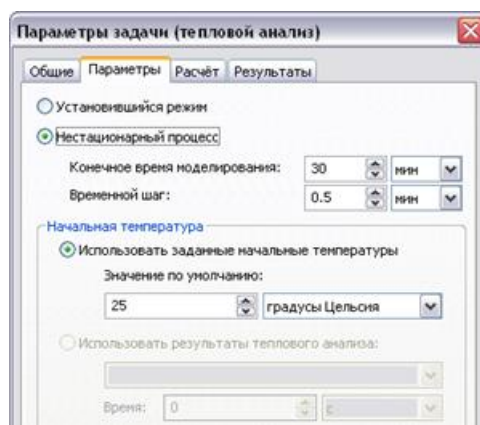 Параметры задачи (тепловой анализ)
Общие Параметры Расчёт Результаты
Установившийся режим
Нестационарный процесс
Конечное время моделирования: 30 мин
Временной шаг: 0.5 мин
Начальная температура
Использовать заданные начальные температуры
Значение по умолчанию:
25 градусы Цельсия
Использовать результаты теплового анализа:
Время: 0 с